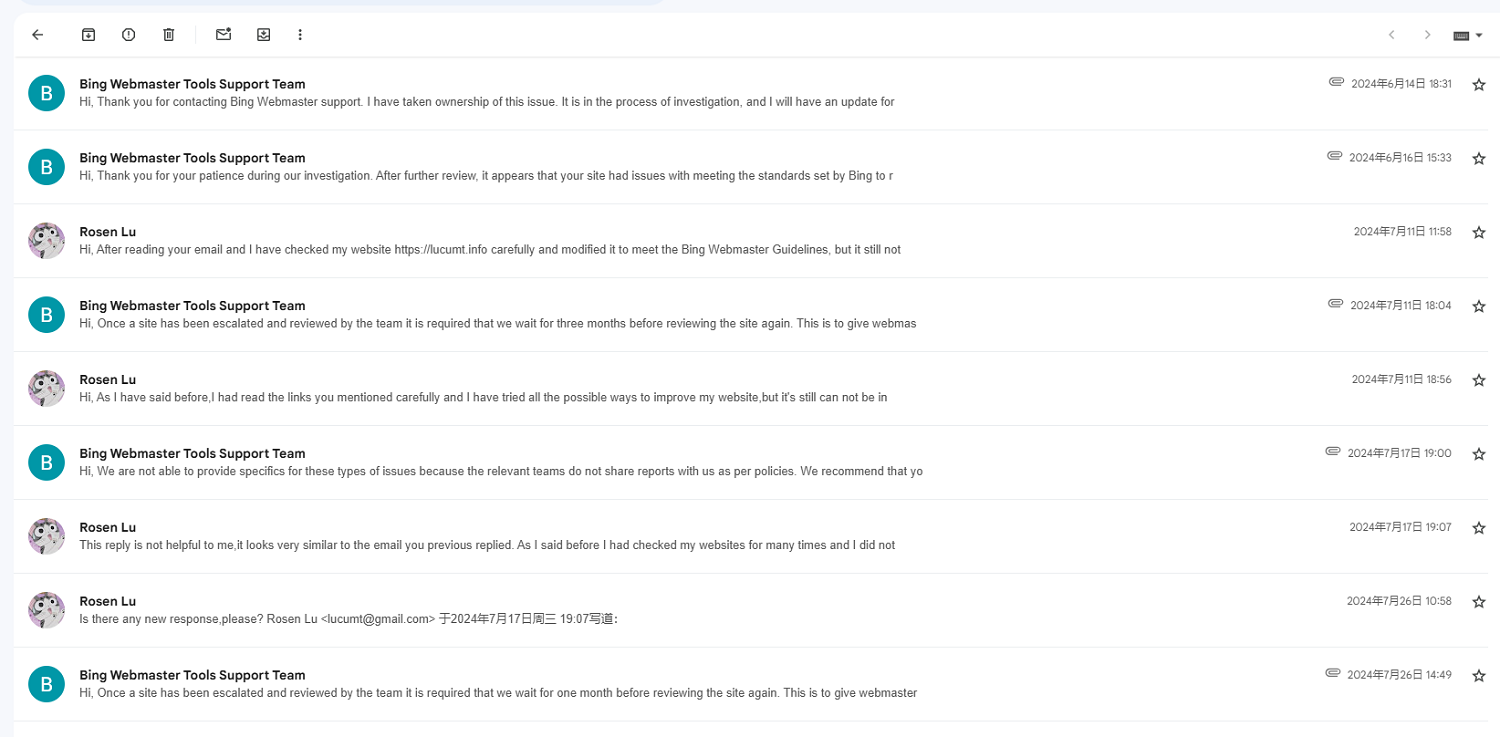 B
Bing Webmaster Tools Support Team
2024年6月14日 18:31
Hi, Thank you for contacting Bing Webmaster support. I have taken ownership of this issue. It is in the process of investigation, and I will have an update for
B
Bing Webmaster Tools Support Team
2024年6月16日 15:33
Hi, Thank you for your patience during our investigation. After further review, it appears that your site had issues with meeting the standards set by Bing to r
Rosen Lu
2024年7月11日 11:58
Hi, After reading your email and I have checked my website https://lucumt.info carefully and modified it to meet the Bing Webmaster Guidelines, but it still not
B
Bing Webmaster Tools Support Team
2024年7月11日 18:04
Hi, Once a site has been escalated and reviewed by the team it is required that we wait for three months before reviewing the site again. This is to give webmas
Rosen Lu
2024年7月11日 18:56
Hi, As I have said before,I had read the links you mentioned carefully and I have tried all the possible ways to improve my website,but it's still can not be in
B
Bing Webmaster Tools Support Team
2024年7月17日 19:00
Hi, We are not able to provide specifics for these types of issues because the relevant teams do not share reports with us as per policies. We recommend that yo
Rosen Lu
2024年7月17日 19:07
This reply is not helpful to me,it looks very similar to the email you previous replied. As I said before I had checked my websites for many times and I did not
Rosen Lu
2024年7月26日 10:58
Is there any new response,please? Rosen Lu <lucumt@gmail.com> 于2024年7月17日周三 19:07写道：
B
Bing Webmaster Tools Support Team
2024年7月26日 14:49
Hi, Once a site has been escalated and reviewed by the team it is required that we wait for one month before reviewing the site again. This is to give webmaster